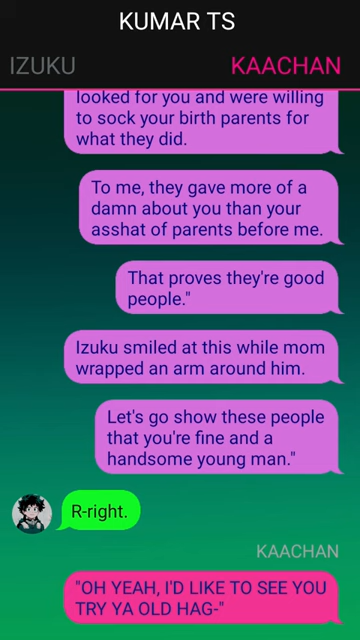 KUMAR TS
IZUKU
KAACHAN
looked for you and were willing
to sock your birth parents for
what they did.
To me, they gave more of a
damn about you than your
asshat of parents before me.
That proves they're good
people."
Izuku smiled at this while mom
wrapped an arm around him.
Let's go show these people
that you're fine and a
handsome young man."
R-right.
KAACHAN
"OH YEAH, I'D LIKE TO SEE YOU
TRY YA OLD HAG-"